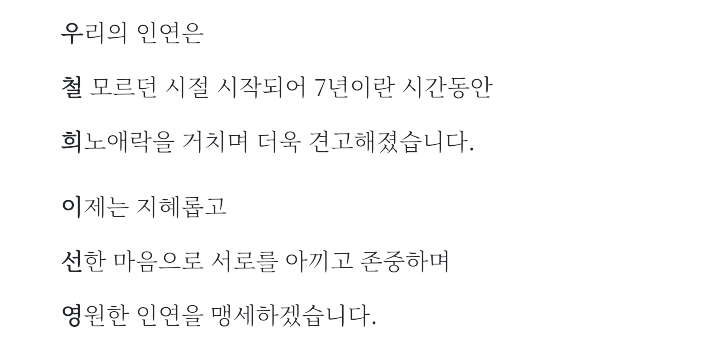 우리의 인연은
철 모르던 시절 시작되어 7년이란 시간동안
희노애락을 거치며 더욱 견고해졌습니다.
이제는 지혜롭고
선한 마음으로 서로를 아끼고 존중하며
영원한 인연을 맹세하겠습니다.